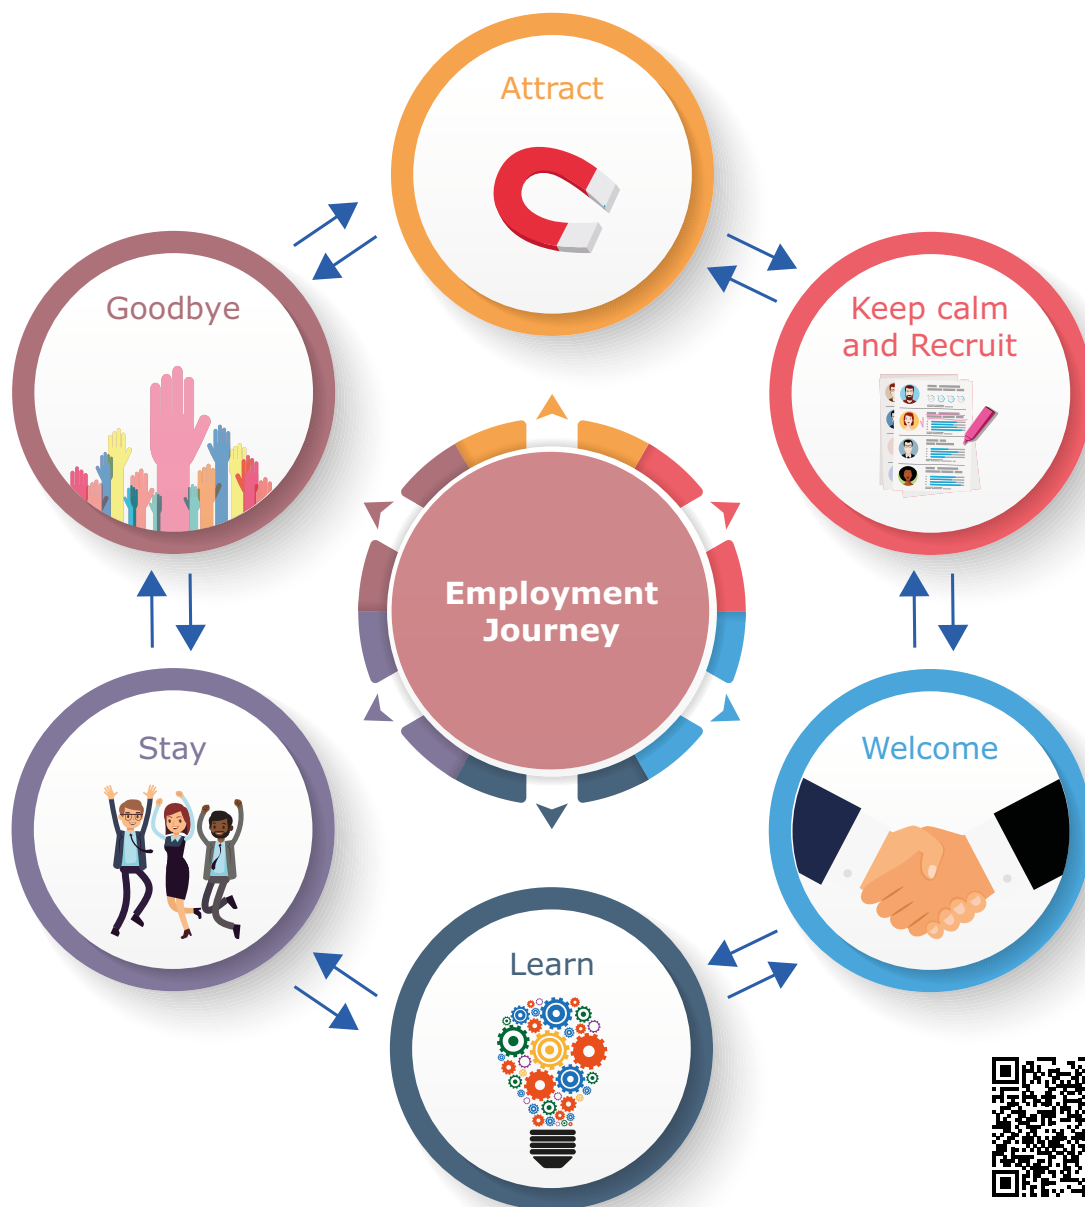 Attract
Goodbye
Keep calm
and Recruit
Employment
Journey
Stay
Welcome
Learn